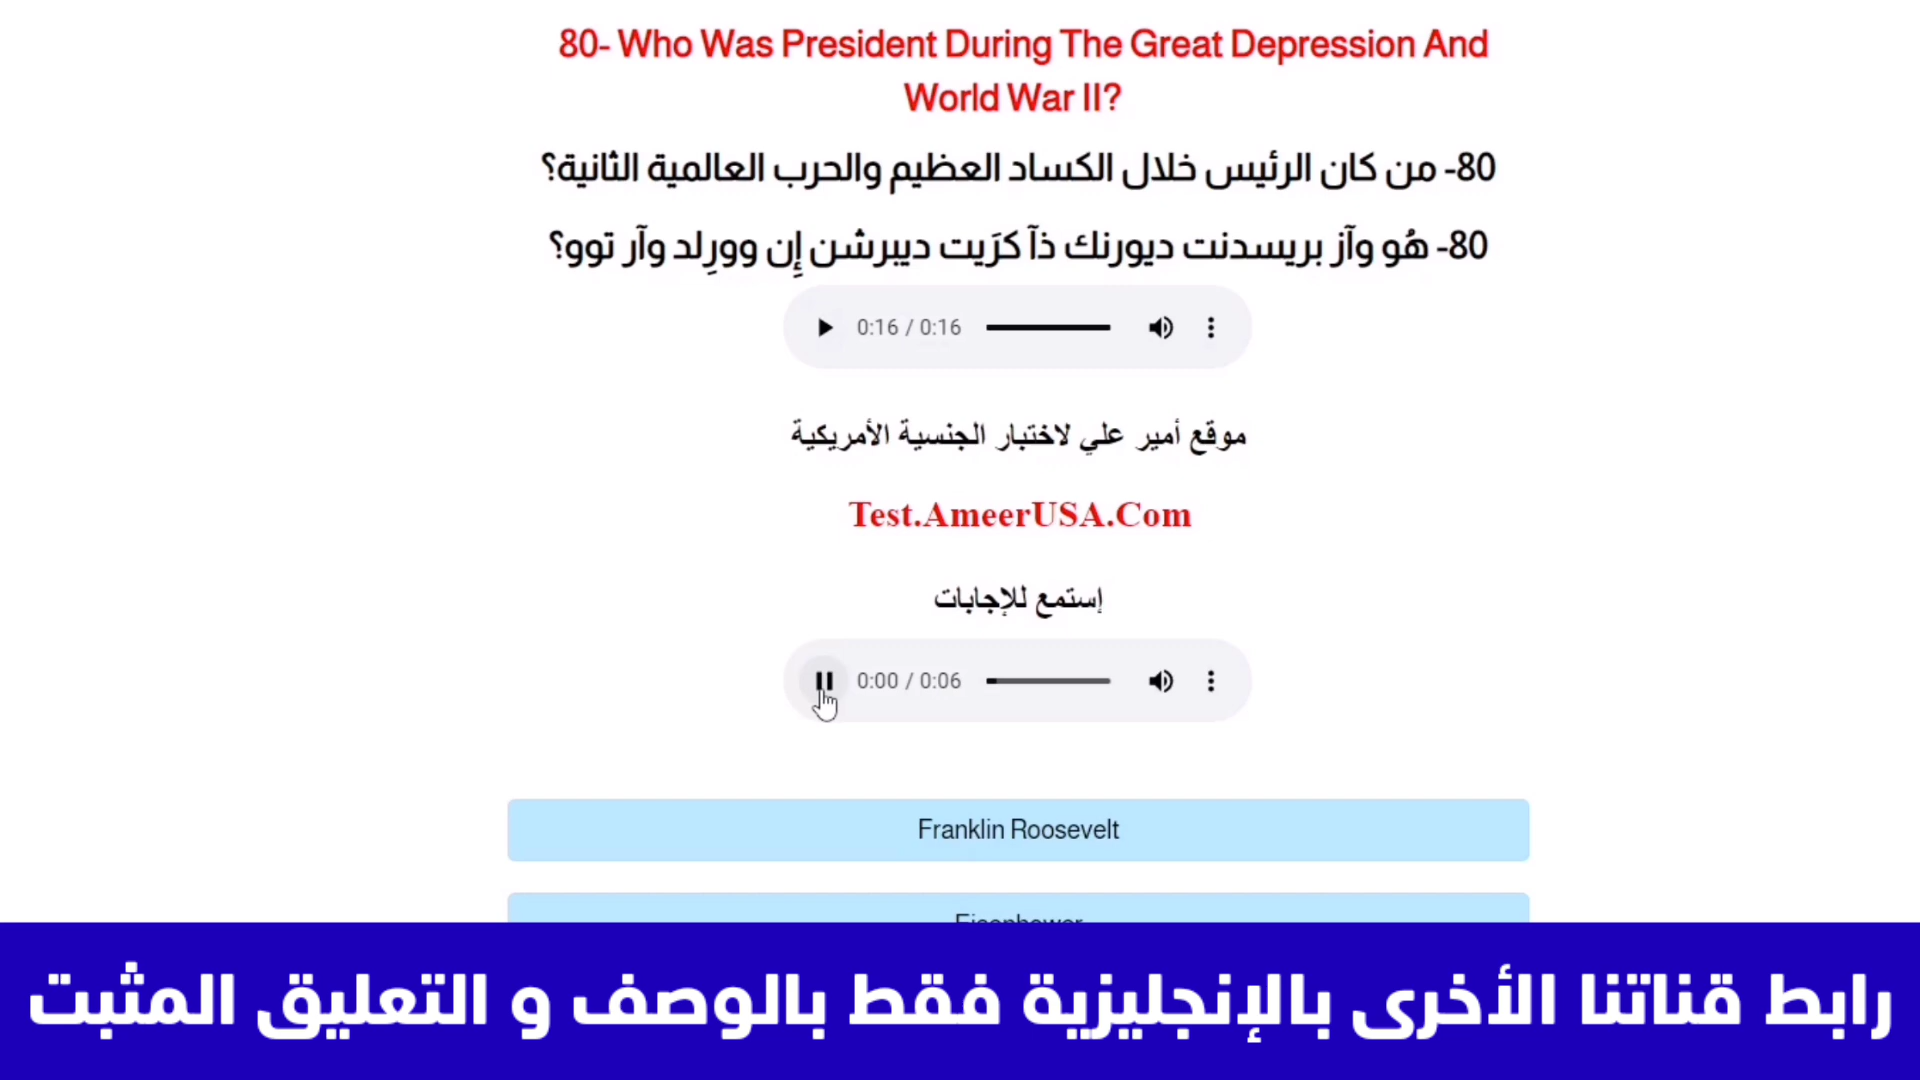 80- Who Was President During The Great Depression And
World War II?
80- من كان الرئيس خلال الكساد العظيم والحرب العالمية الثانية؟
80- هُو وآز بريسدنت ديورنك ذآ كرَيت ديبرشن إِن وورِلد وآر توو؟
0:16 / 0:16
موقع أمير علي لاختبار الجنسية الأمريكية
Test.AmeerUSA.Com
إستمع للإجابات
0:00 / 0:06
Franklin Roosevelt
Eisenhower
رابط قناتنا الأخرى بالإنجليزية فقط بالوصف و التعليق المثبت